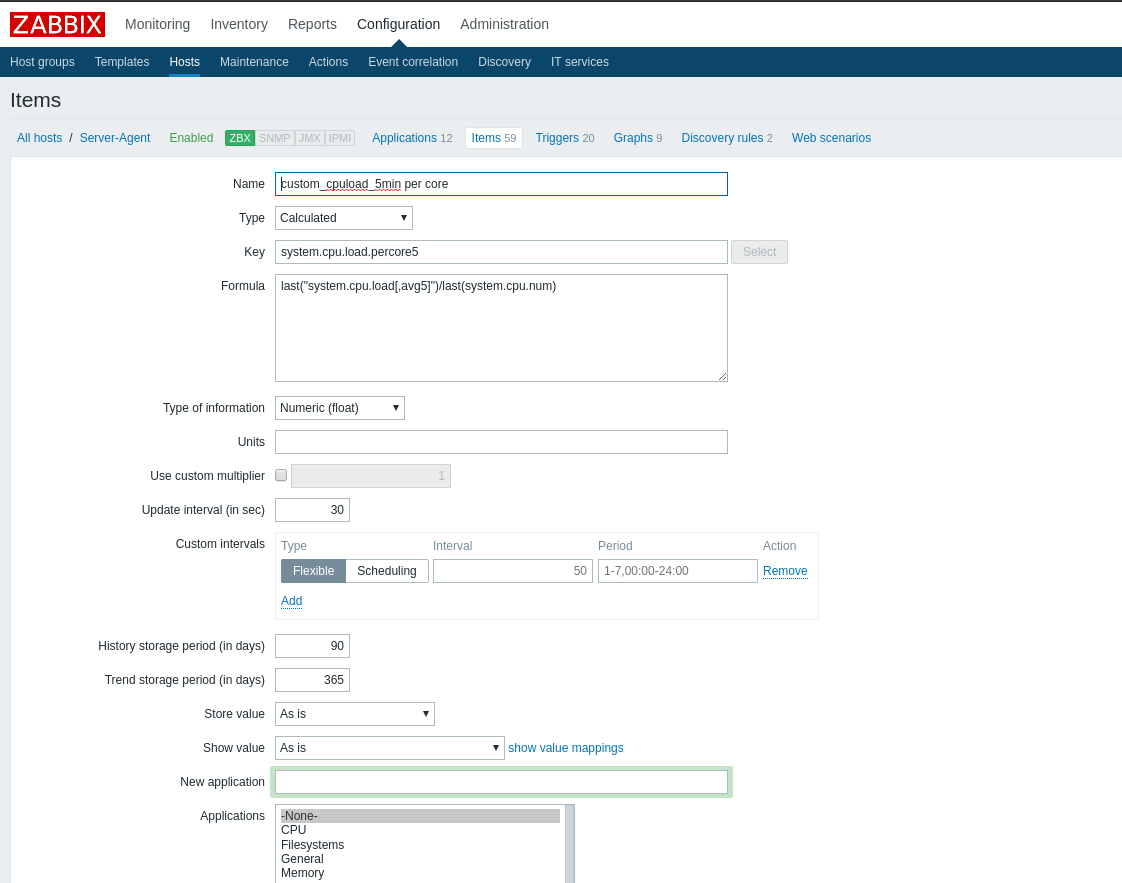 ZABBIX Monitoring Inventory Reports Configuration Administration
Host groups Templates Hosts Maintenance Actions Event correlation Discovery IT services
Items
All hosts / Server-Agent Enabled ZBX SNMP JMX IPMI Applications 12 Items 59 Triggers 20 Graphs 9 Discovery rules 2 Web scenarios
Name custom_cpuload_5min per core
Type Calculated
Key system.cpu.load.percore5 Select
Formula last("system.cpu.load[,avg5]")/last(system.cpu.num)
Type of information Numeric (float)
Units
Use custom multiplier 1
Update interval (in sec) 30
Custom intervals Type Interval Period Action
Flexible Scheduling 50 1-7,00:00-24:00 Remove
Add
History storage period (in days) 90
Trend storage period (in days) 365
Store value As is
Show value As is show value mappings
New application
Applications -None-
CPU
Filesystems
General
Memory